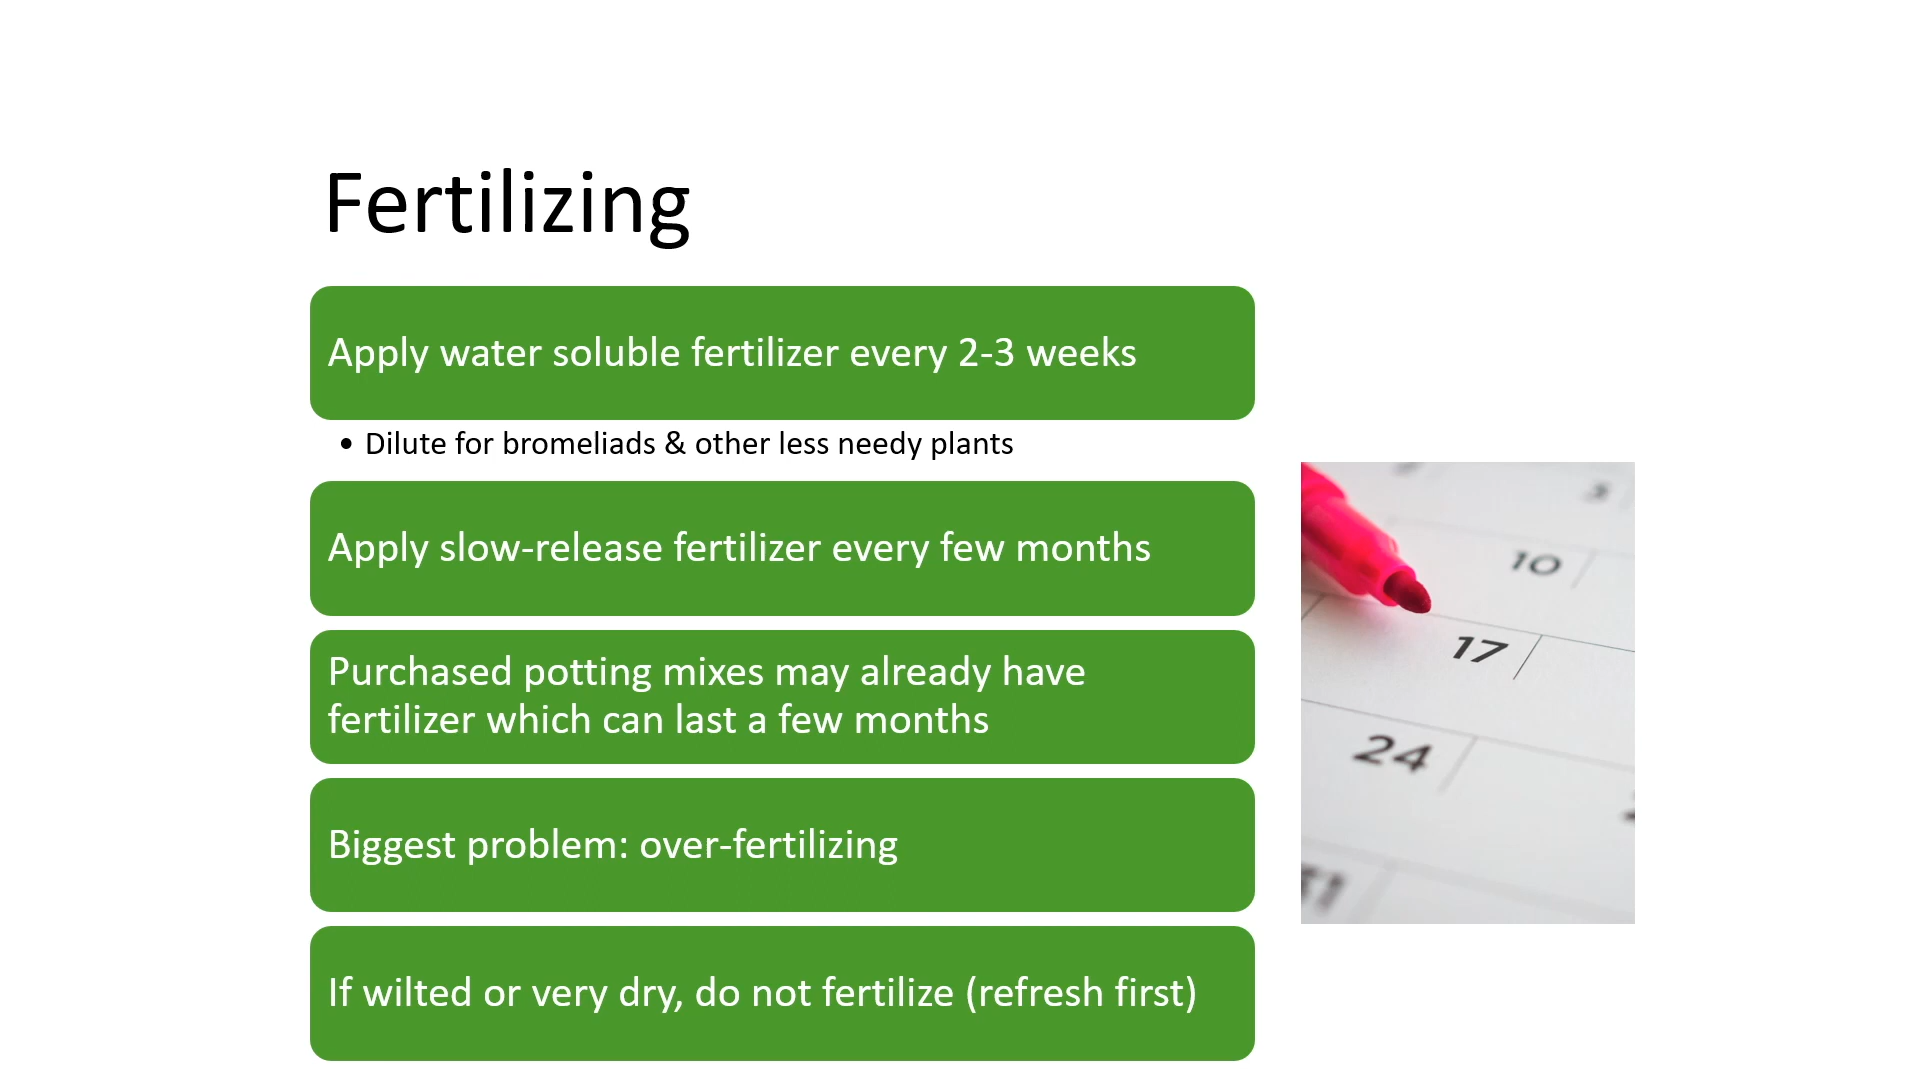 Fertilizing
Apply water soluble fertilizer every 2-3 weeks
• Dilute for bromeliads & other less needy plants
Apply slow-release fertilizer every few months
Purchased potting mixes may already have
fertilizer which can last a few months
Biggest problem: over-fertilizing
If wilted or very dry, do not fertilize (refresh first)
10
17
24
31